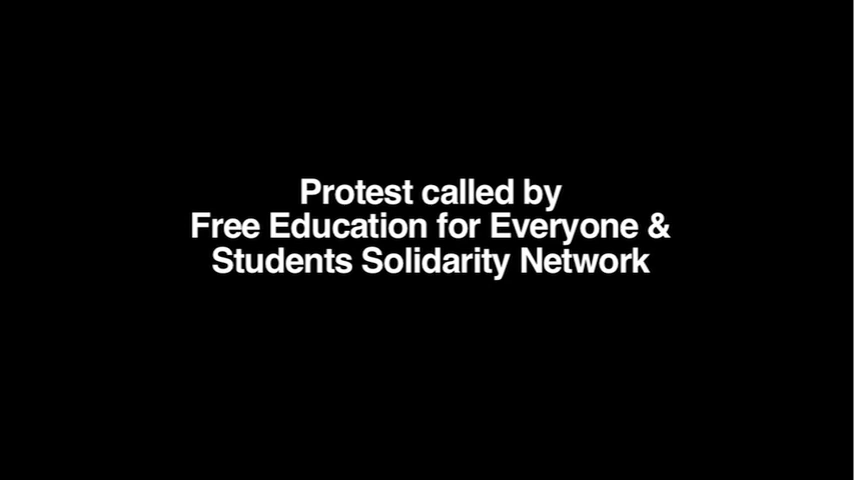 Protest called by
Free Education for Everyone &
Students Solidarity Network